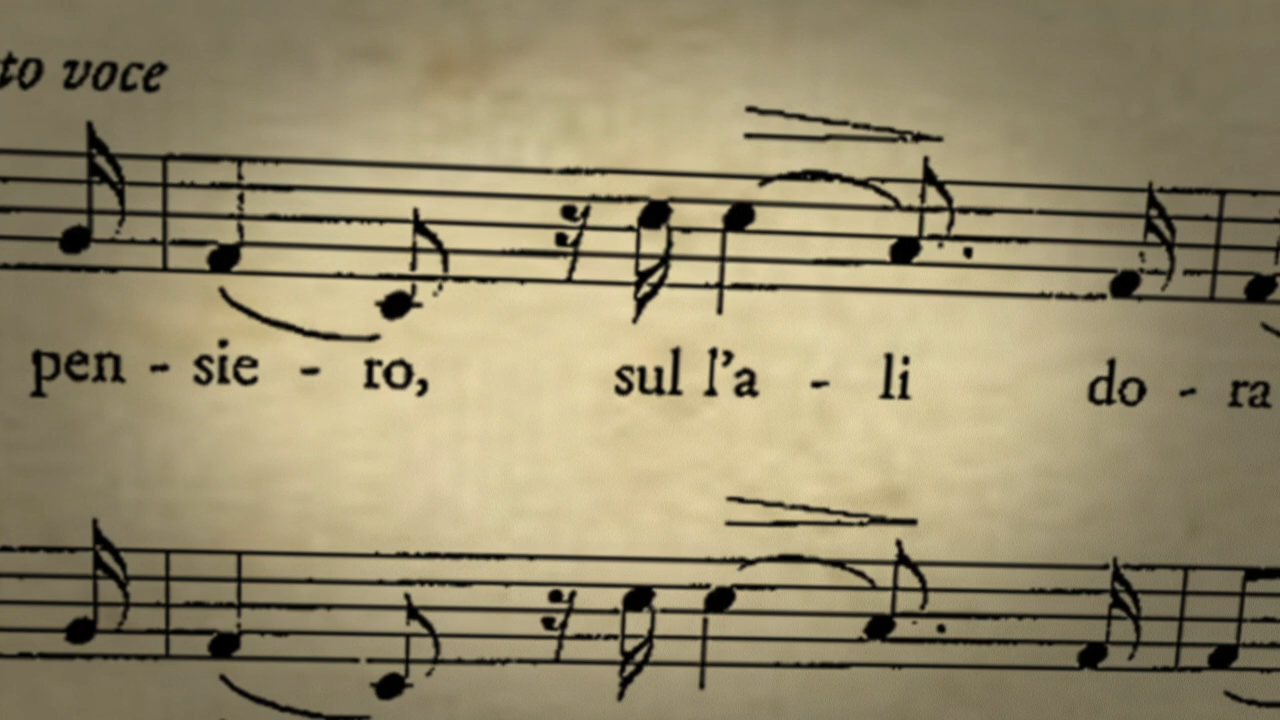 to voce
pen - sie - ro, sul l'a - li do - ra